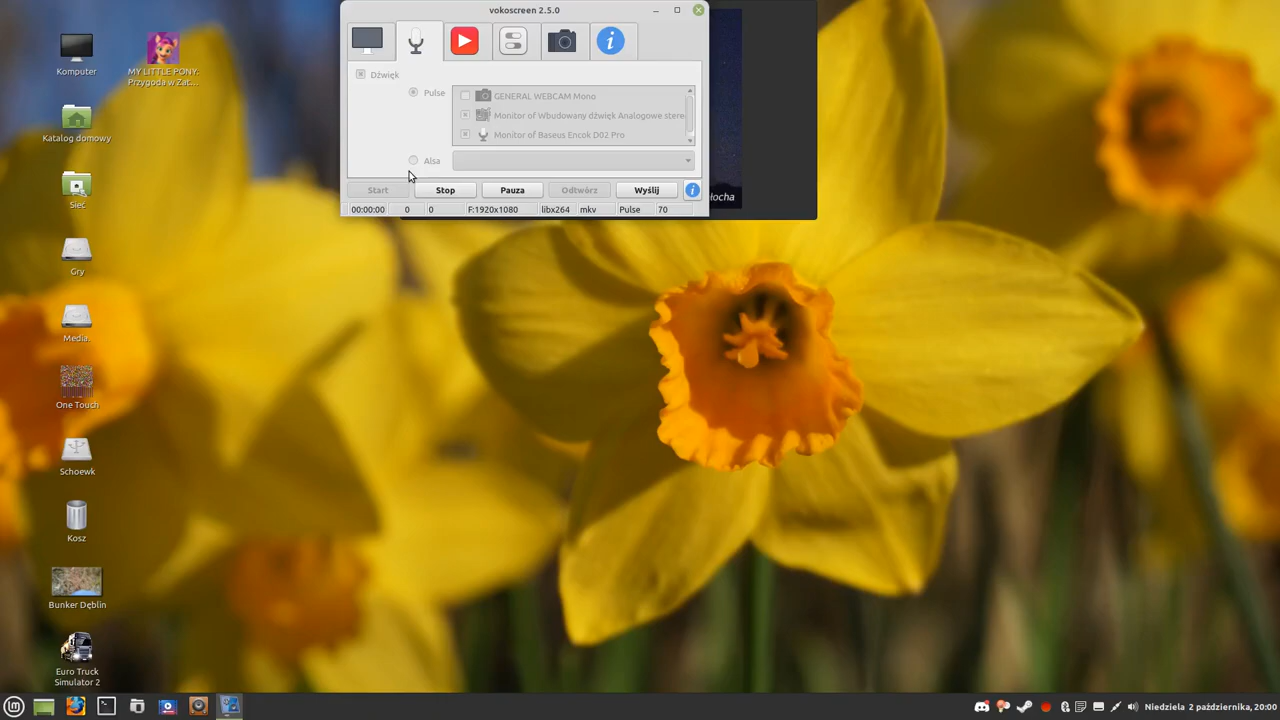 vokoscreen 2.5.0
Dźwięk
Pulse
GENERAL WEBCAM Mono
Monitor of Wbudowany dźwięk Analogowe stere
Monitor of Baseus Encok D02 Pro
Alsa
Start
Stop
Pauza
Odtwórz
Wyślij
00:00:00
0
0
F:1920x1080
libx264
mkv
Pulse
70
łocha
Komputer
MY LITTLE PONY:
Przygoda w Zat...
Katalog domowy
Sieć
Gry
Media
One Touch
Schoewk
Kosz
Bunker Dęblin
Euro Truck
Simulator 2
Niedziela 2 października, 20:00